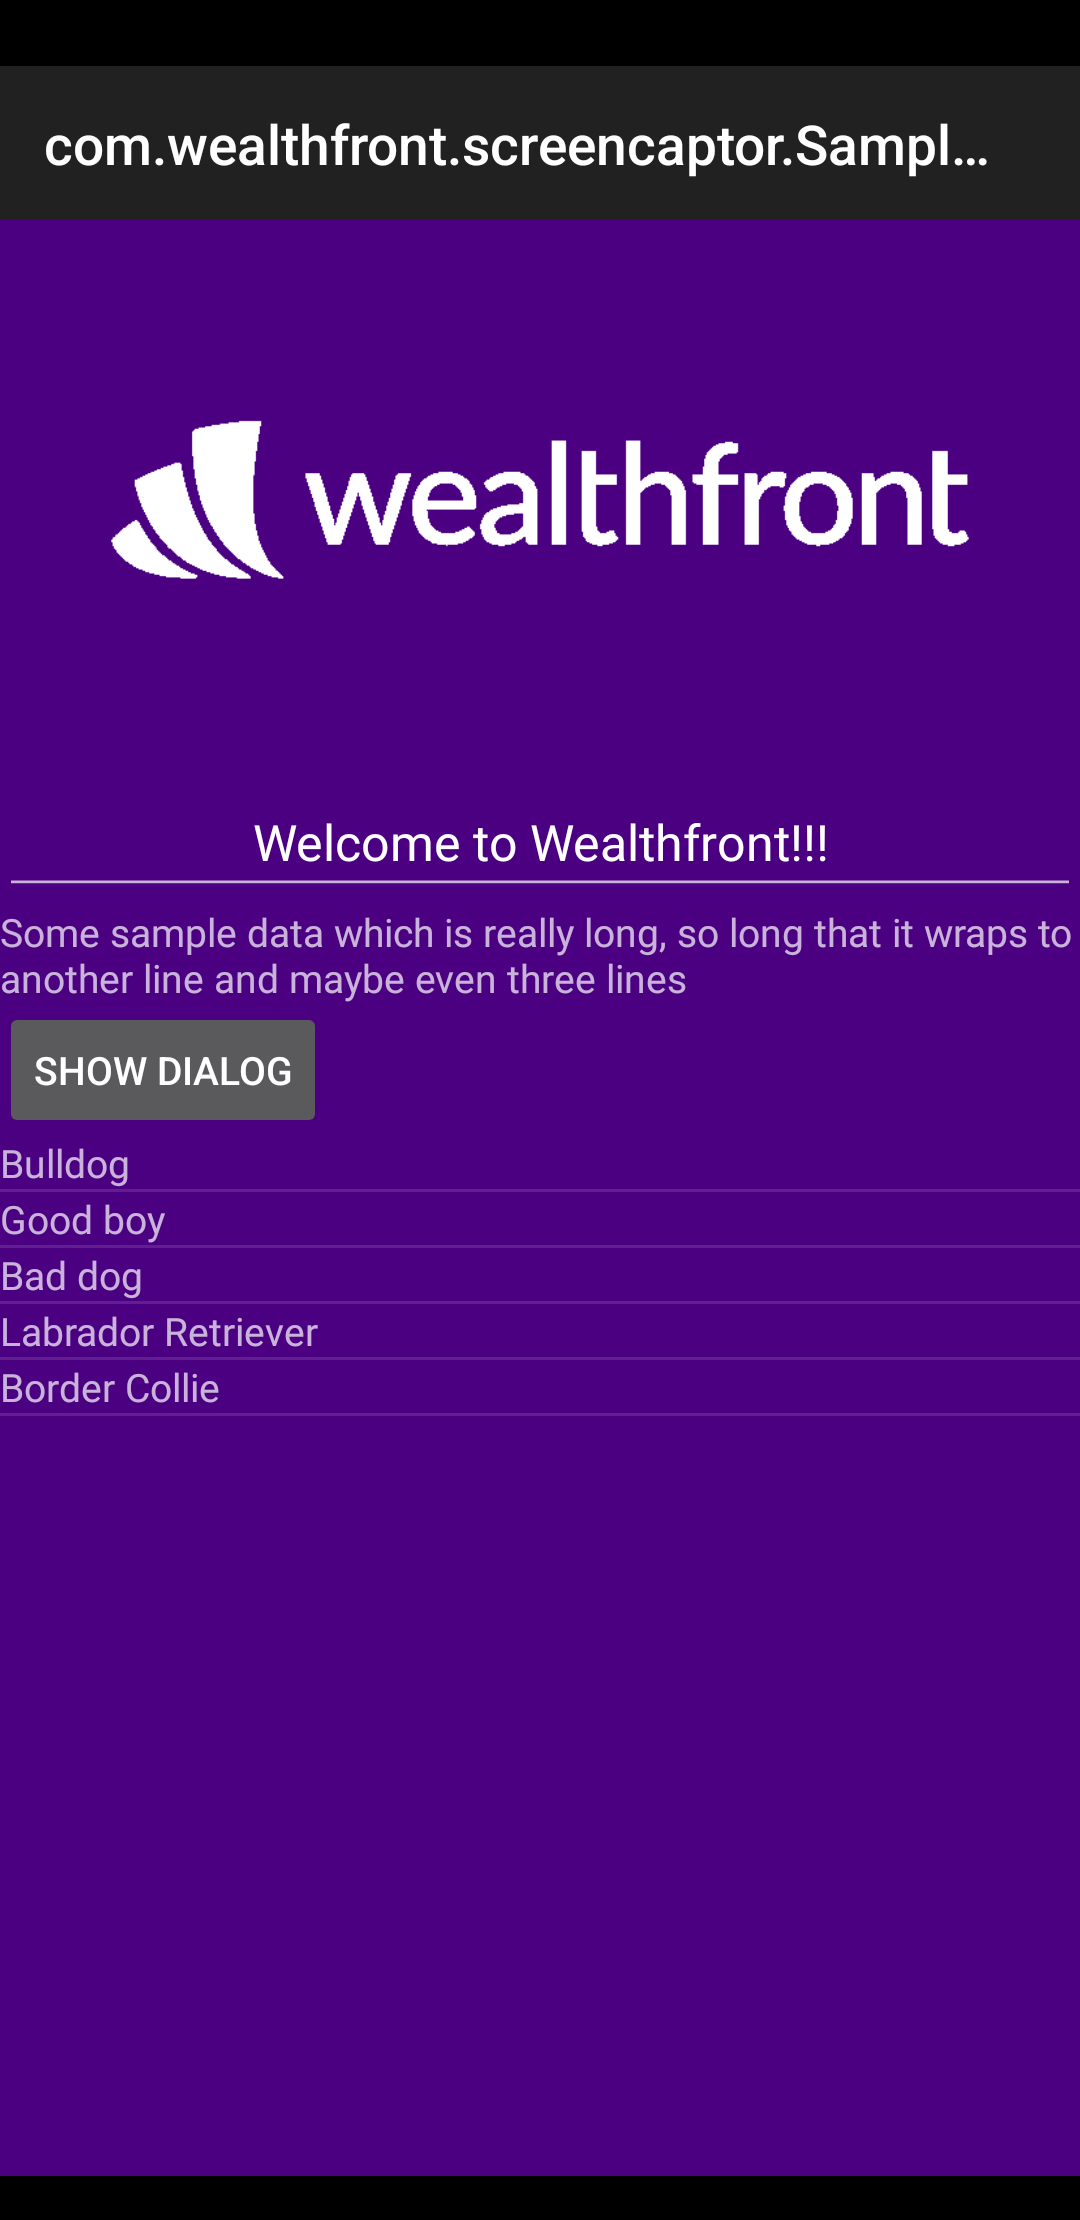 com.wealthfront.screencaptor.Sampl...
wealthfront
Welcome to Wealthfront!!!
Some sample data which is really long, so long that it wraps to
another line and maybe even three lines
SHOW DIALOG
Bulldog
Good boy
Bad dog
Labrador Retriever
Border Collie